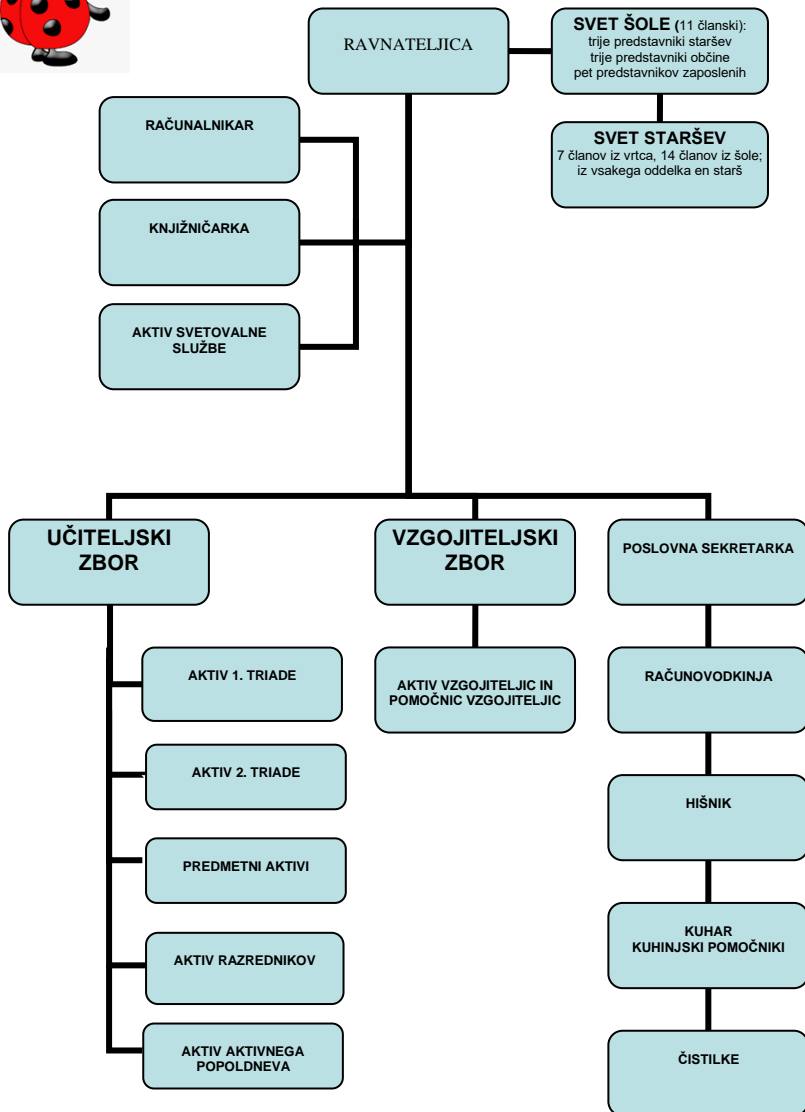 RAVNATELJICA
SVET ŠOLE (11 članski):
trije predstavniki staršev
trije predstavniki občine
pet predstavnikov zaposlenih
SVET STARŠEV
7 članov iz vrtca, 14 članov iz šole;
iz vsakega oddelka en starš
RAČUNALNIKAR
KNJIŽNIČARKA
AKTIV SVETOVALNE
SLUŽBE
UČITELJSKI
ZBOR
VZGOJITELJSKI
ZBOR
POSLOVNA SEKRETARKA
AKTIV 1. TRIADE
AKTIV 2. TRIADE
PREDMETNI AKTIVI
AKTIV RAZREDNIKOV
AKTIV AKTIVNEGA
POPOLDNEVA
AKTIV VZGOJITELJIC IN
POMOČNIC VZGOJITELJIC
RAČUNOVODKINJA
HIŠNIK
KUHAR
KUHINJSKI POMOČNIKI
ČISTILKE